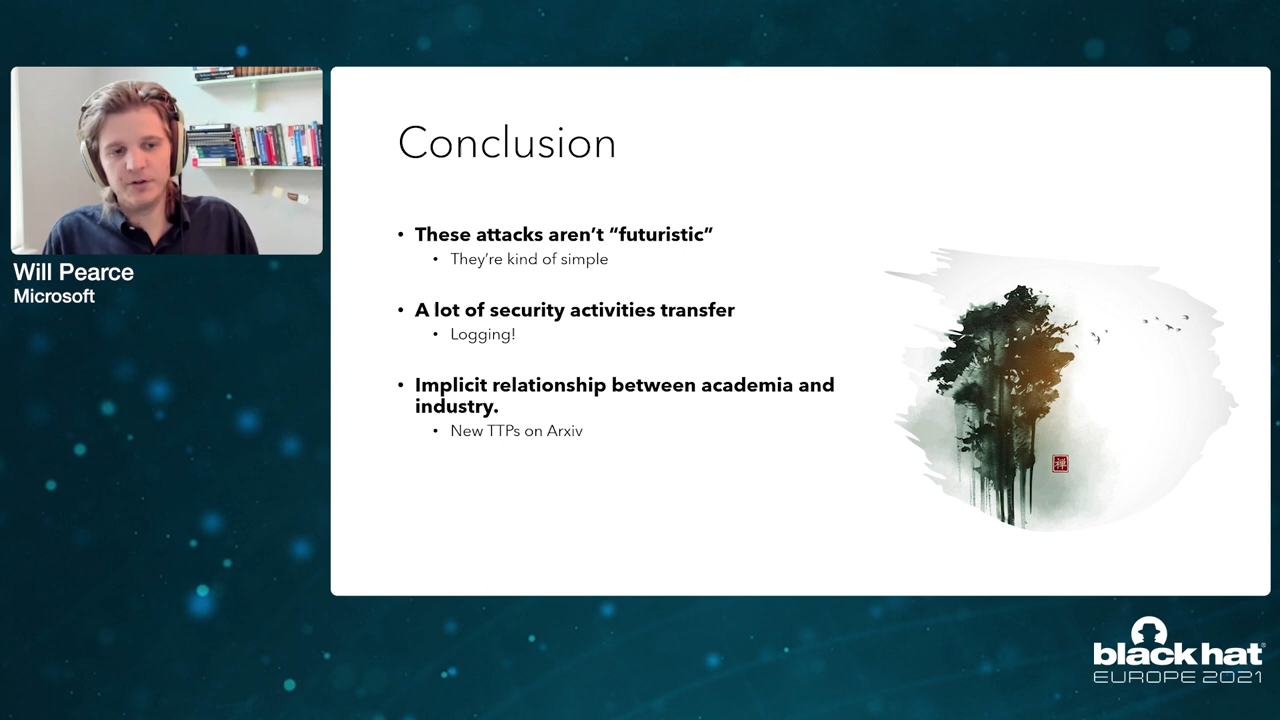 Conclusion
• These attacks aren’t “futuristic”
• They’re kind of simple
• A lot of security activities transfer
• Logging!
• Implicit relationship between academia and
industry.
• New TTPs on Arxiv
禅
Will Pearce
Microsoft
black hat
EUROPE 2021